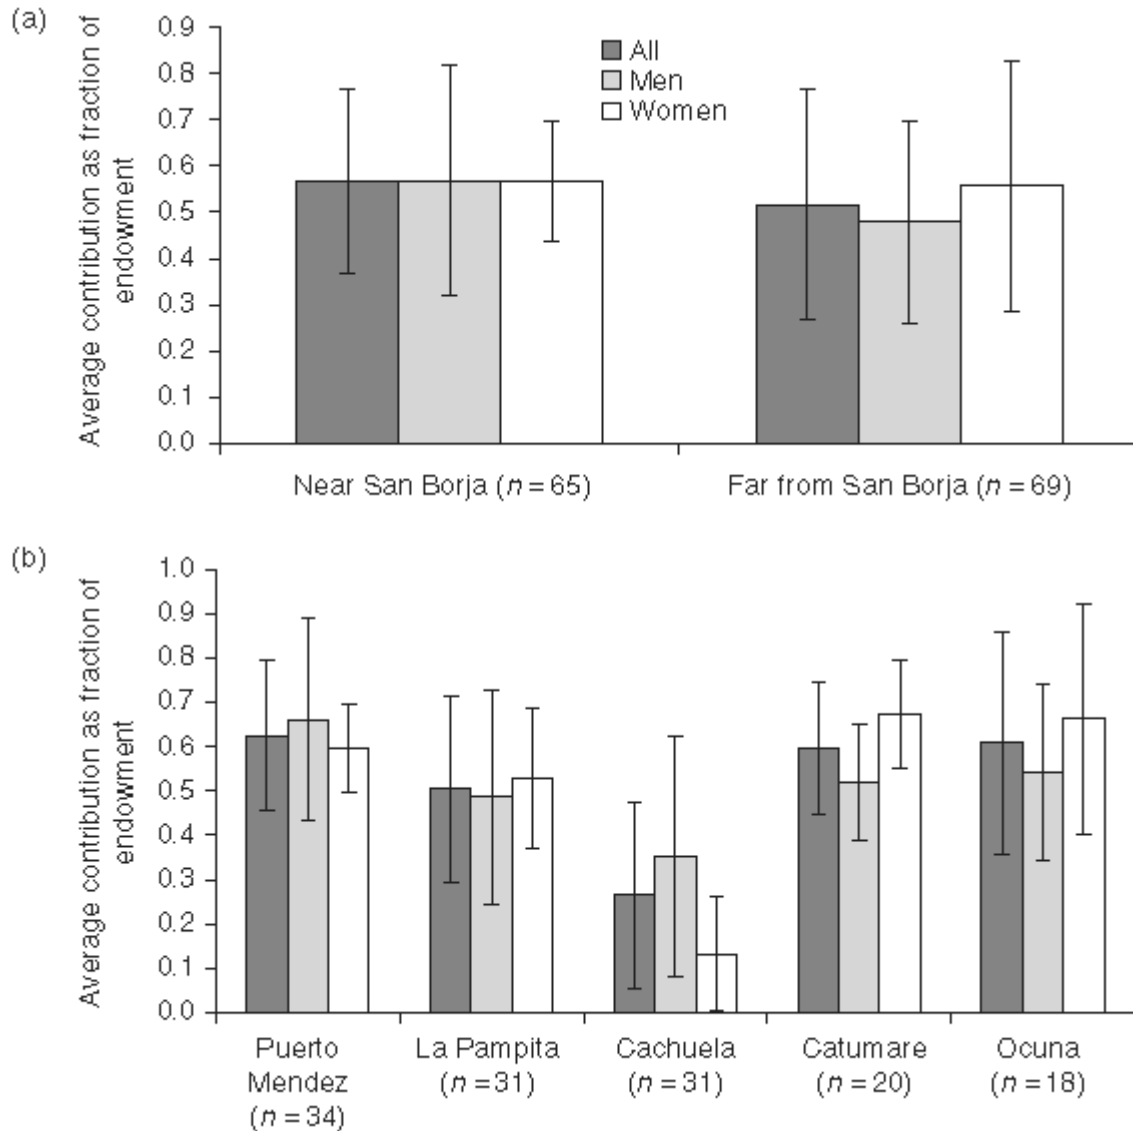 (a)
Average contribution as fraction of
endowment
0.9
0.8
0.7
0.6
0.5
0.4
0.3
0.2
0.1
0.0
All
Men
Women
Near San Borja (n = 65)
Far from San Borja (n = 69)
(b)
Average contribution as fraction of
endowment
1.0
0.9
0.8
0.7
0.6
0.5
0.4
0.3
0.2
0.1
0.0
Puerto
Mendez
(n = 34)
La Pampita
(n = 31)
Cachuela
(n = 31)
Catumare
(n = 20)
Ocuna
(n = 18)